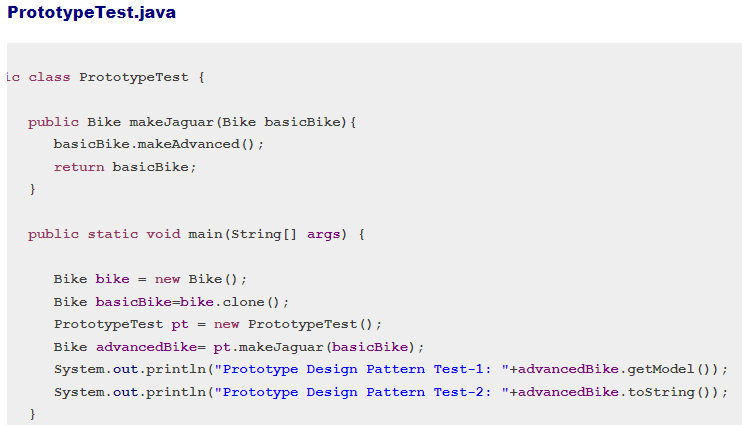 PrototypeTest.java
ic class PrototypeTest {
public Bike makeJaguar(Bike basicBike){
basicBike.makeAdvanced();
return basicBike;
}
public static void main(String[] args) {
Bike bike = new Bike();
Bike basicBike=bike.clone();
PrototypeTest pt = new PrototypeTest();
Bike advancedBike= pt.makeJaguar(basicBike);
System.out.println("Prototype Design Pattern Test-1: "+advancedBike.getModel());
System.out.println("Prototype Design Pattern Test-2: "+advancedBike.toString());
}